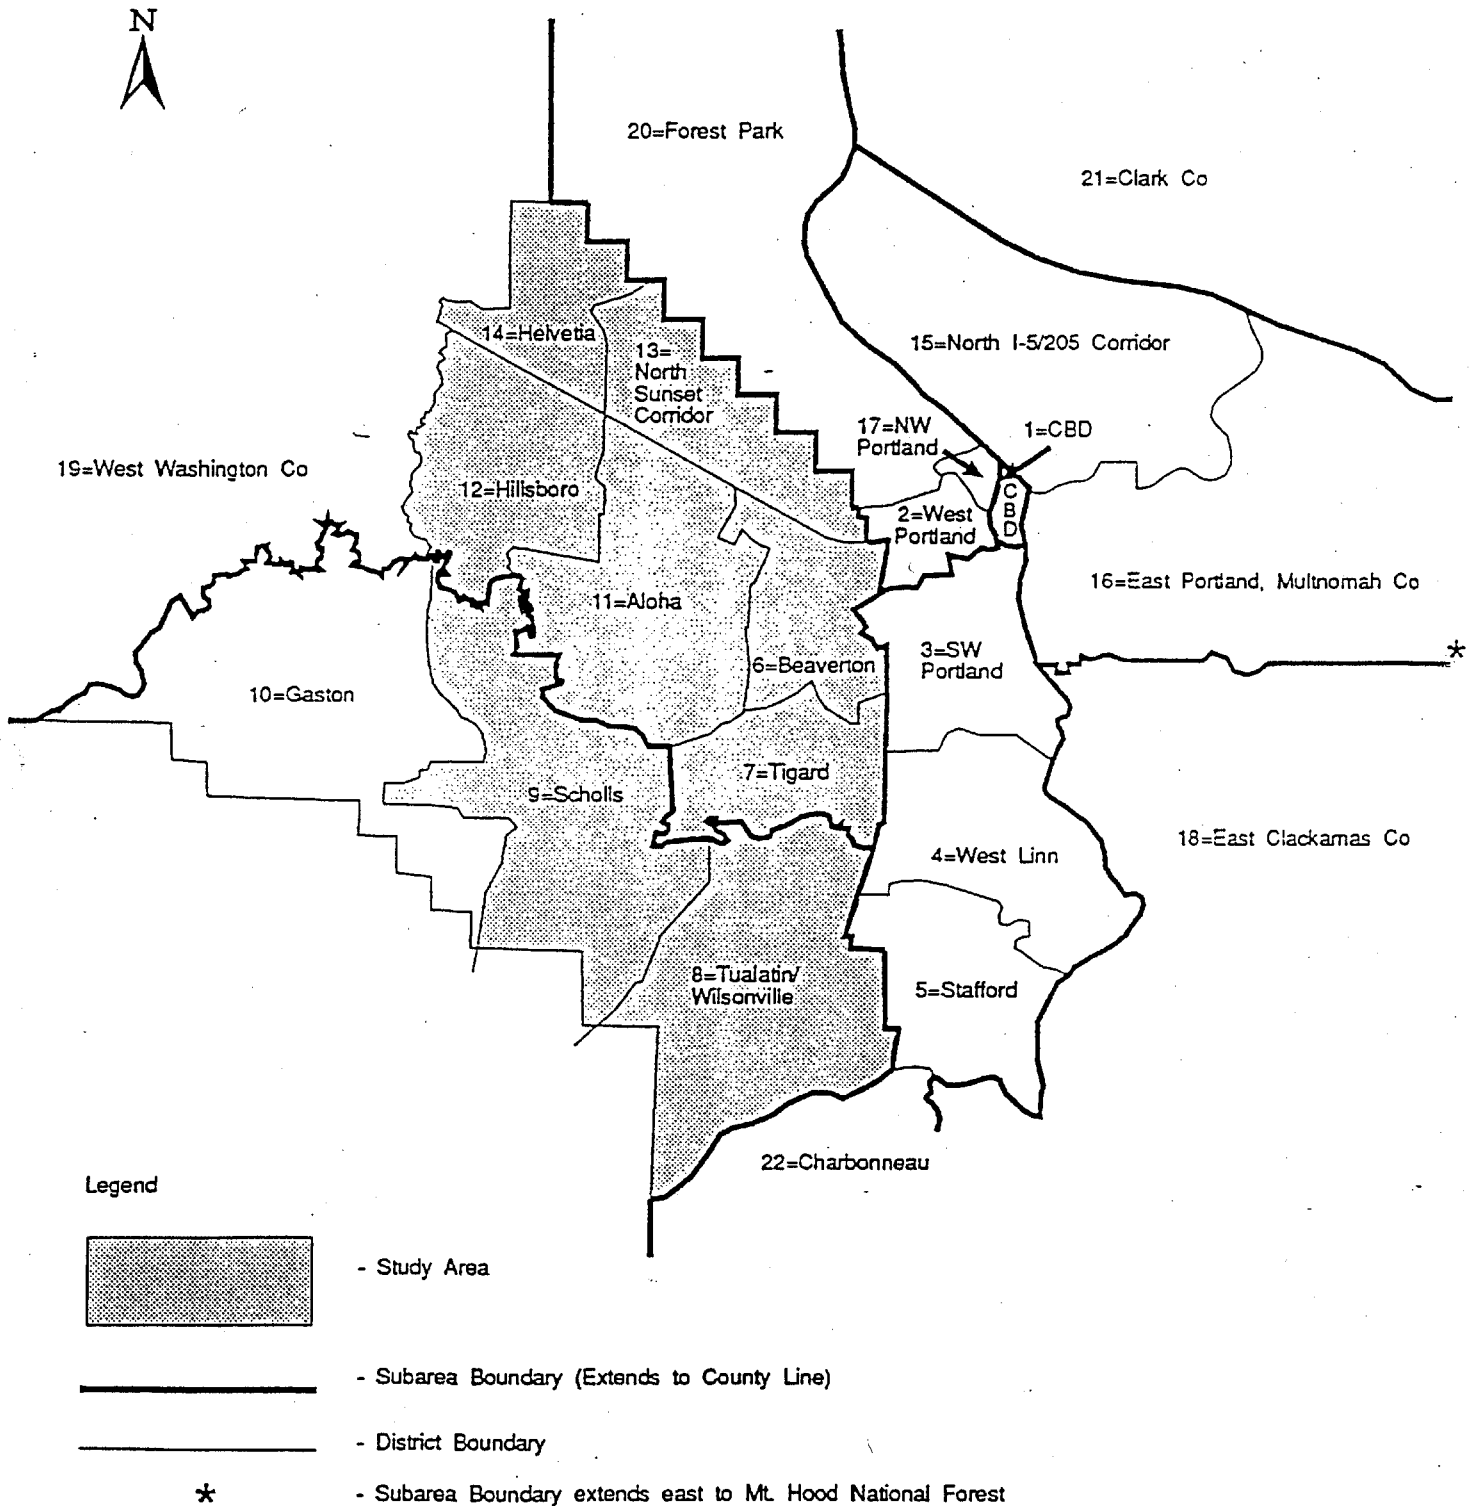 N
20=Forest Park
21=Clark Co
14=Helvetia
13=
North
Sunset
Corridor
15=North I-5/205 Corridor
17=NW
Portland
1=CBD
19=West Washington Co
12=Hillsboro
C
B
D
2=West
Portland
16=East Portland, Multnomah Co
11=Aloha
3=SW
Portland
*
6=Beaverton
10=Gaston
7=Tigard
9=Scholls
18=East Clackamas Co
4=West Linn
8=Tualatin/
Wilsonville
5=Stafford
22=Charbonneau
Legend
- Study Area
- Subarea Boundary (Extends to County Line)
- District Boundary
* - Subarea Boundary extends east to Mt. Hood National Forest